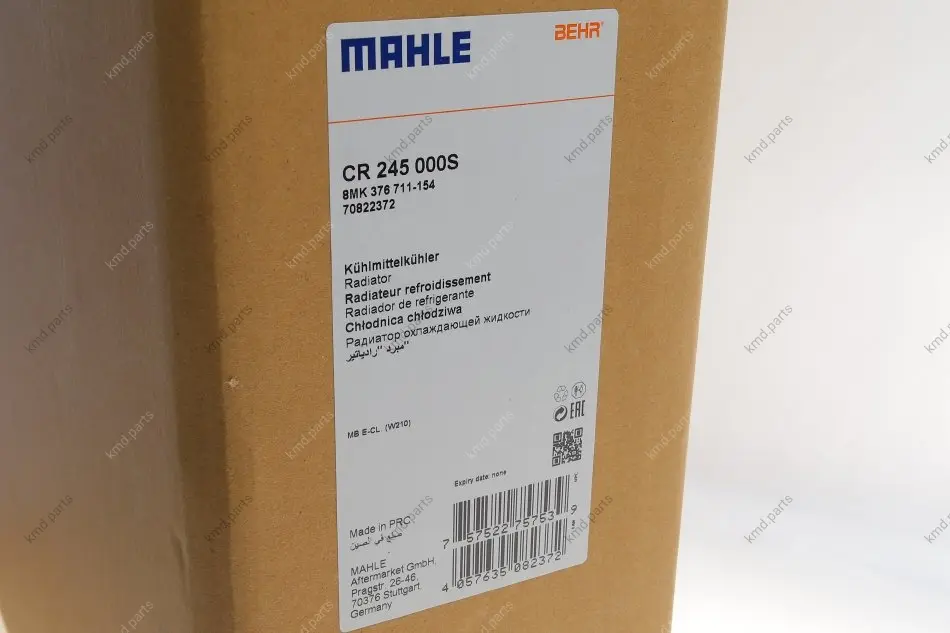 MAHLE
BEHR®
CR 245 000S
8MK 376 711-154
70822372
Kühlmittelkühler
Radiator
Radiateur refroidissement
Radiador de refrigerante
Chłodnica chłodziwa
Радиатор охлаждающей жидкости
مبرد "رادياتير"
MB E-CL. (W210)
EAC
Expiry date: none
7 57522 75753 9
4 057635 082372
Made in PRC
صنع في الصين
MAHLE
Aftermarket GmbH,
Pragstr. 26-46,
70376 Stuttgart,
Germany
kmd.parts